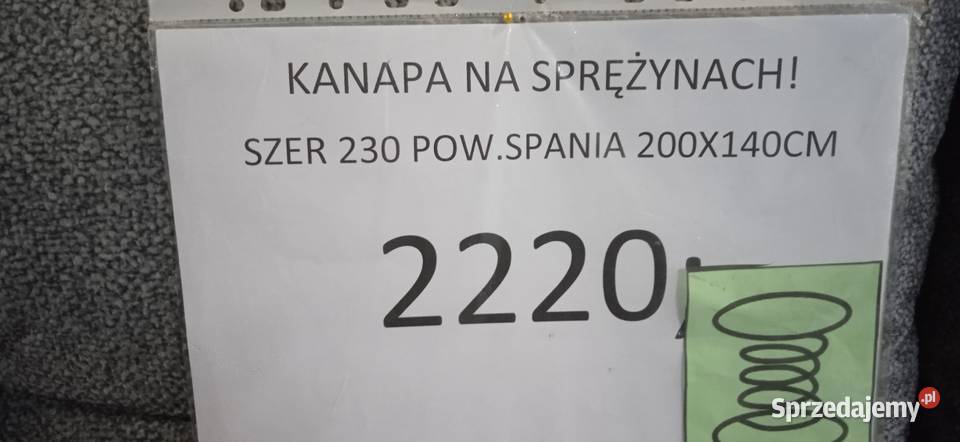 KANAPA NA SPRĘŻYNACH!
SZER 230 POW.SPANIA 200X140CM
2220,
Sprzedajemy.pl